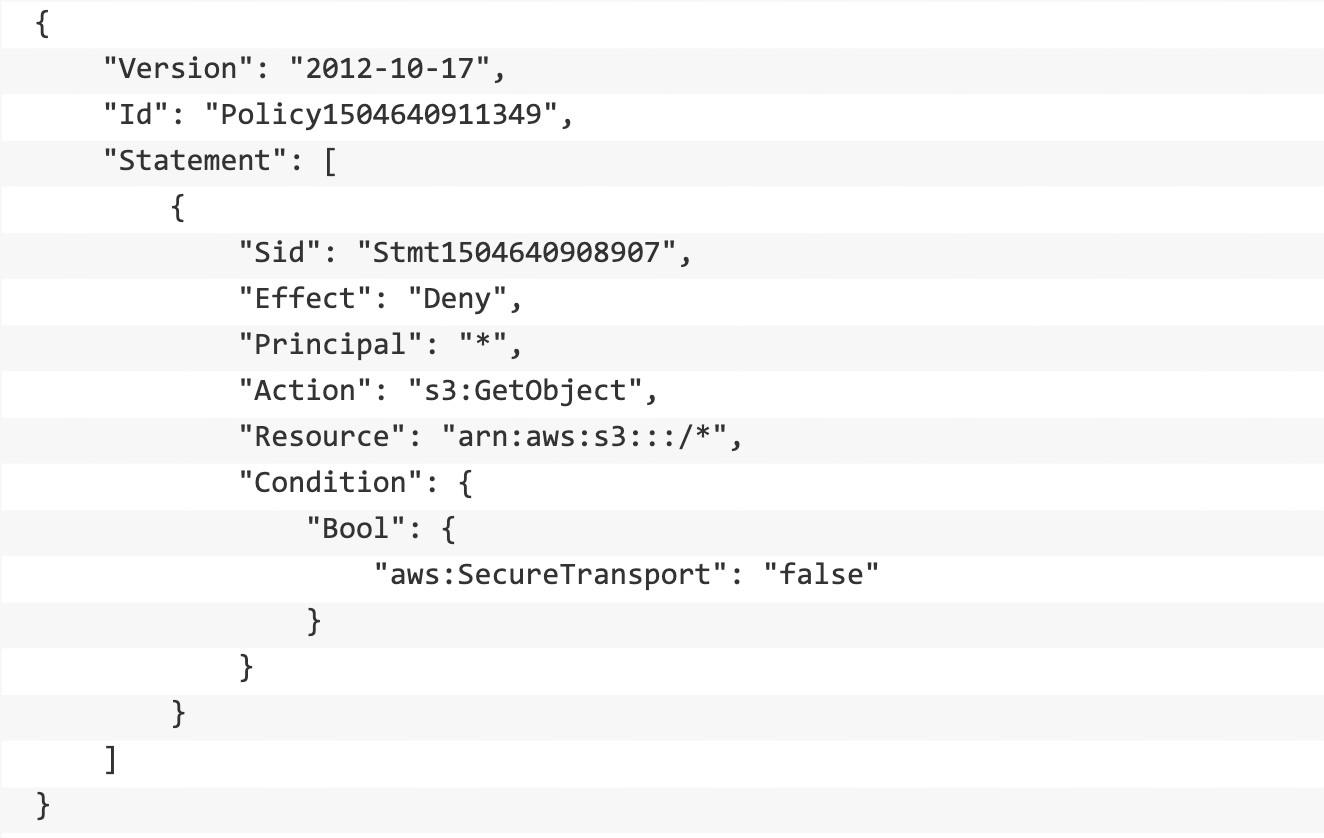 {
    "Version": "2012-10-17",
    "Id": "Policy1504640911349",
    "Statement": [
        {
            "Sid": "Stmt1504640908907",
            "Effect": "Deny",
            "Principal": "*",
            "Action": "s3:GetObject",
            "Resource": "arn:aws:s3:::/*",
            "Condition": {
                "Bool": {
                    "aws:SecureTransport": "false"
                }
            }
        }
    ]
}